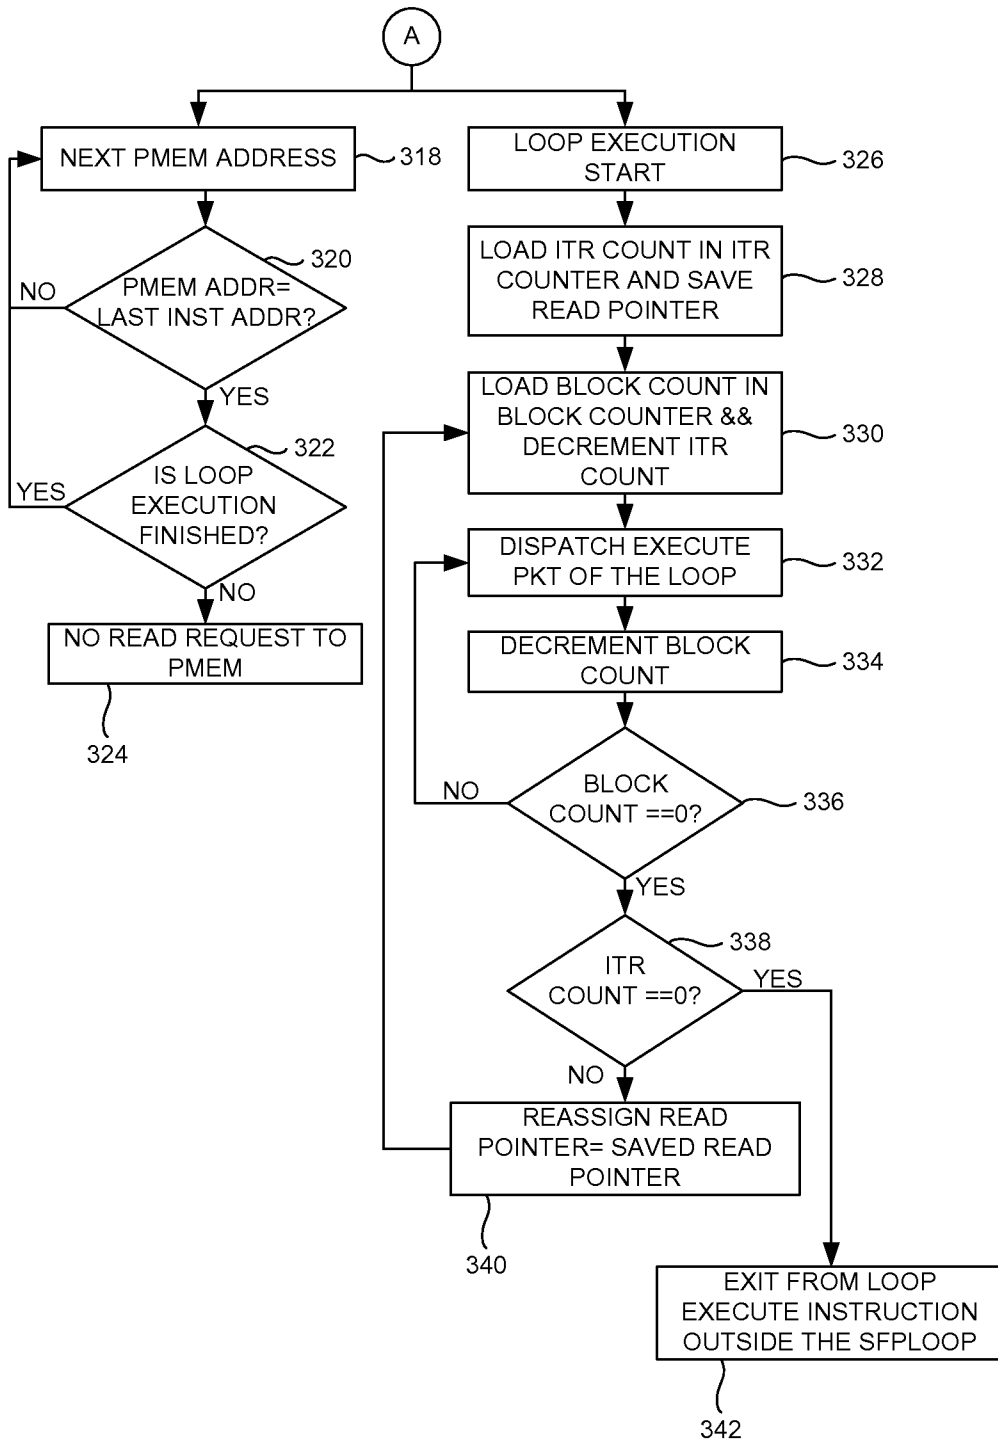 A
NEXT PMEM ADDRESS
318
PMEM ADDR=
LAST INST ADDR?
320
NO
YES
IS LOOP
EXECUTION
FINISHED?
322
YES
NO
NO READ REQUEST TO
PMEM
324
LOOP EXECUTION
START
326
LOAD ITR COUNT IN ITR
COUNTER AND SAVE
READ POINTER
328
LOAD BLOCK COUNT IN
BLOCK COUNTER &&
DECREMENT ITR
COUNT
330
DISPATCH EXECUTE
PKT OF THE LOOP
332
DECREMENT BLOCK
COUNT
334
BLOCK
COUNT ==0?
336
NO
YES
ITR
COUNT ==0?
338
YES
NO
REASSIGN READ
POINTER= SAVED READ
POINTER
340
EXIT FROM LOOP
EXECUTE INSTRUCTION
OUTSIDE THE SFPLOOP
342